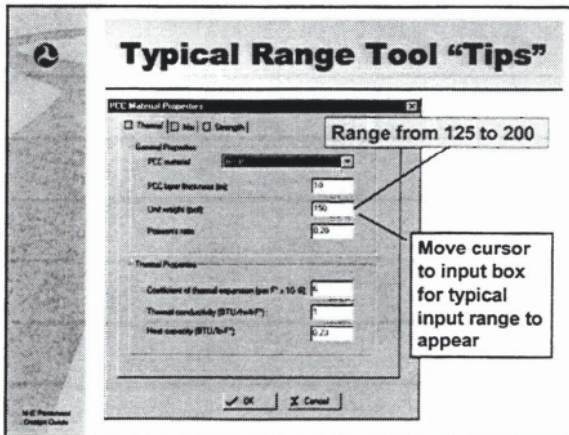 Typical Range Tool “Tips”
PCC Material Properties
Thermal
Mix
Strength
General Properties
PCC material
PCC layer thickness (in)
10
Unit weight (pcf)
150
Poisson's ratio
0.20
Thermal Properties
Coefficient of thermal expansion (per F° x 10-6)
6
Thermal conductivity (BTU/hr-ft-F°)
1
Heat capacity (BTU/lb-F°)
0.23
OK
Cancel
Range from 125 to 200
Move cursor
to input box
for typical
input range to
appear
M-E Pavement
Design Guide